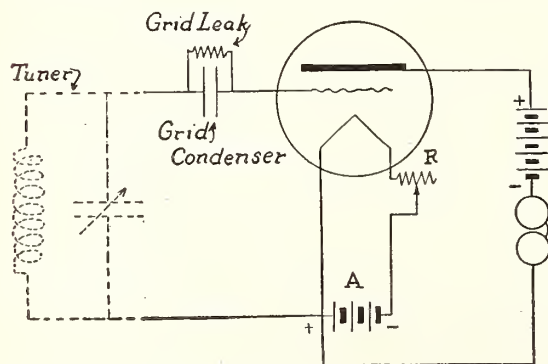 Grid Leak
Tuner
Grid
Condenser
R
A
+
-
+
-